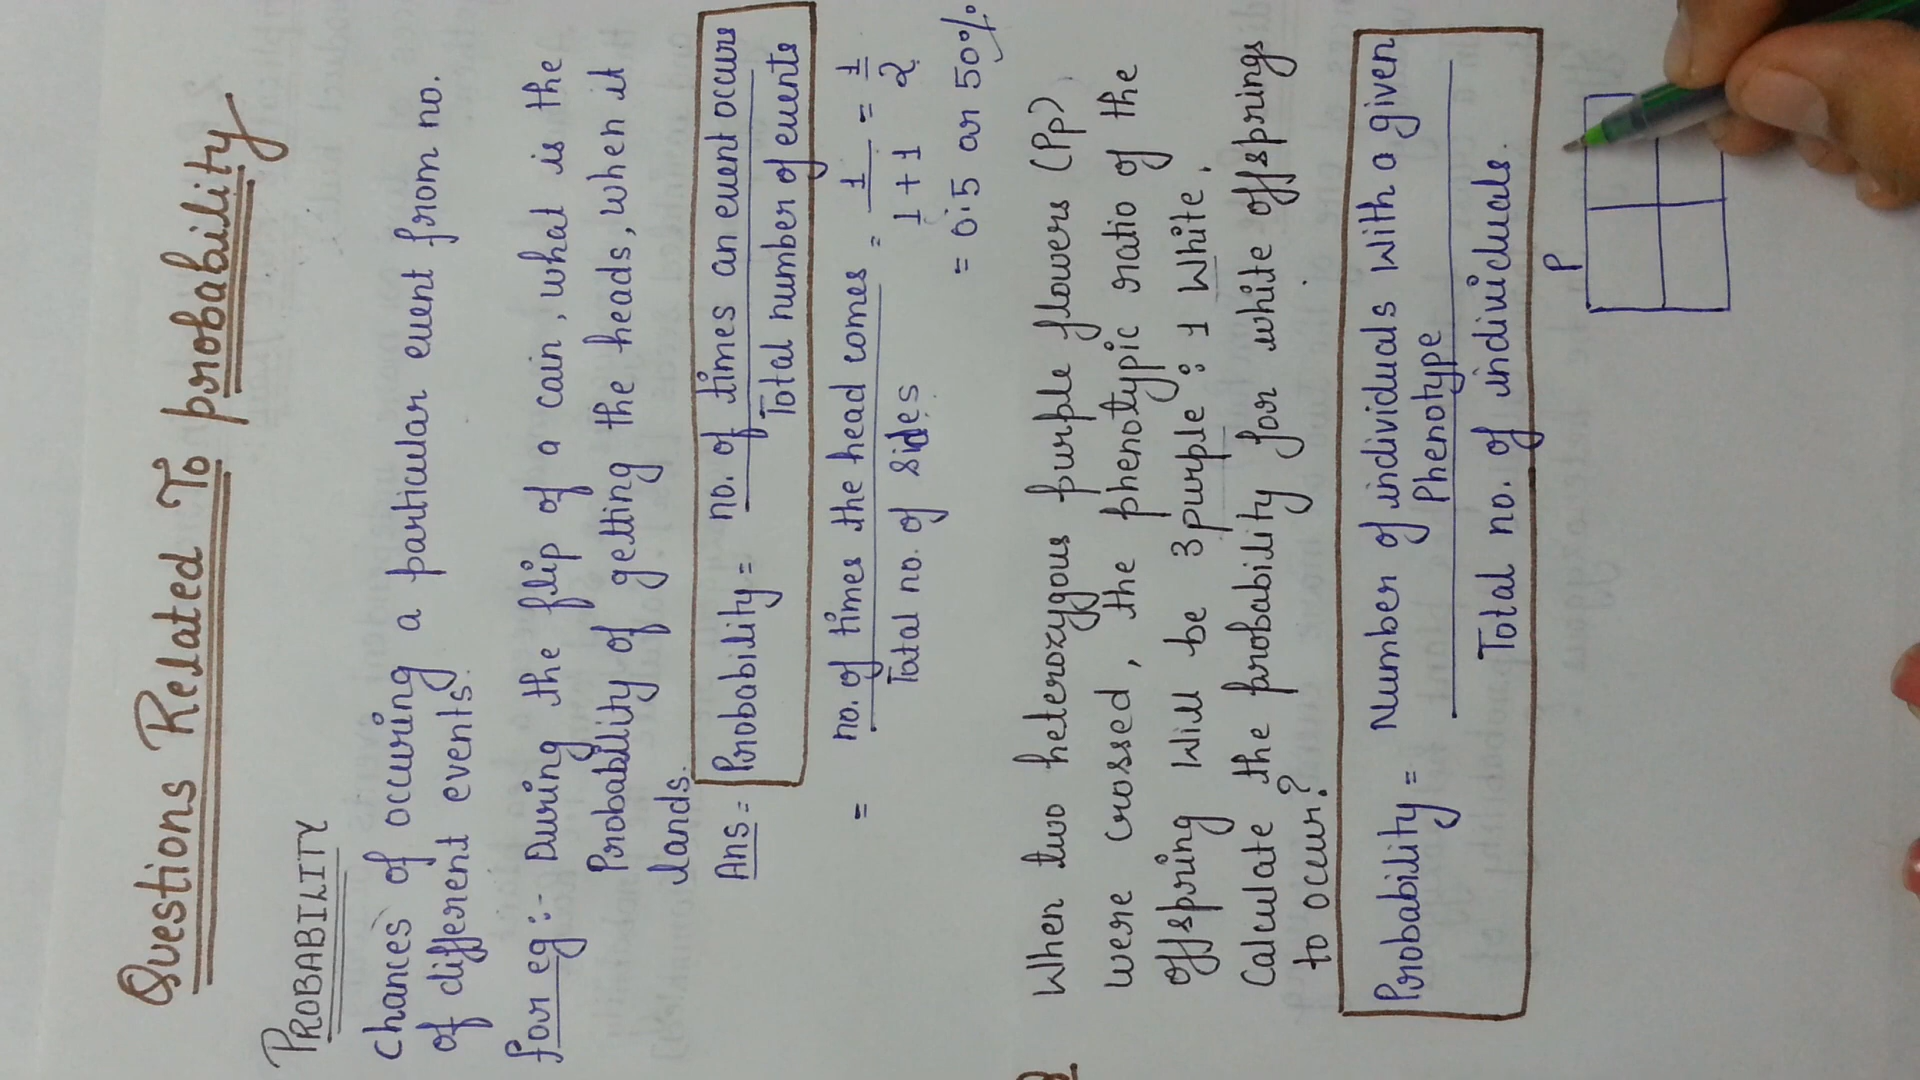 Questions Related To probability
PROBABILITY
Chances of occuring a particular event from no.
of different events.
for eg:- During the flip of a coin, what is the
Probability of getting the heads, when it
lands.
Ans = Probability = no. of times an event occurs
Total number of events
= no. of times the head comes = 1 = 1
Total no. of sides 1+1 2
= 0.5 or 50%
When two heterozygous purple flowers (Pp)
were crossed, the phenotypic ratio of the
offspring will be 3 purple : 1 White.
Calculate the probability for white offsprings
to occur?
Probability = Number of individuals With a given
Phenotype
Total no. of individuals.
P